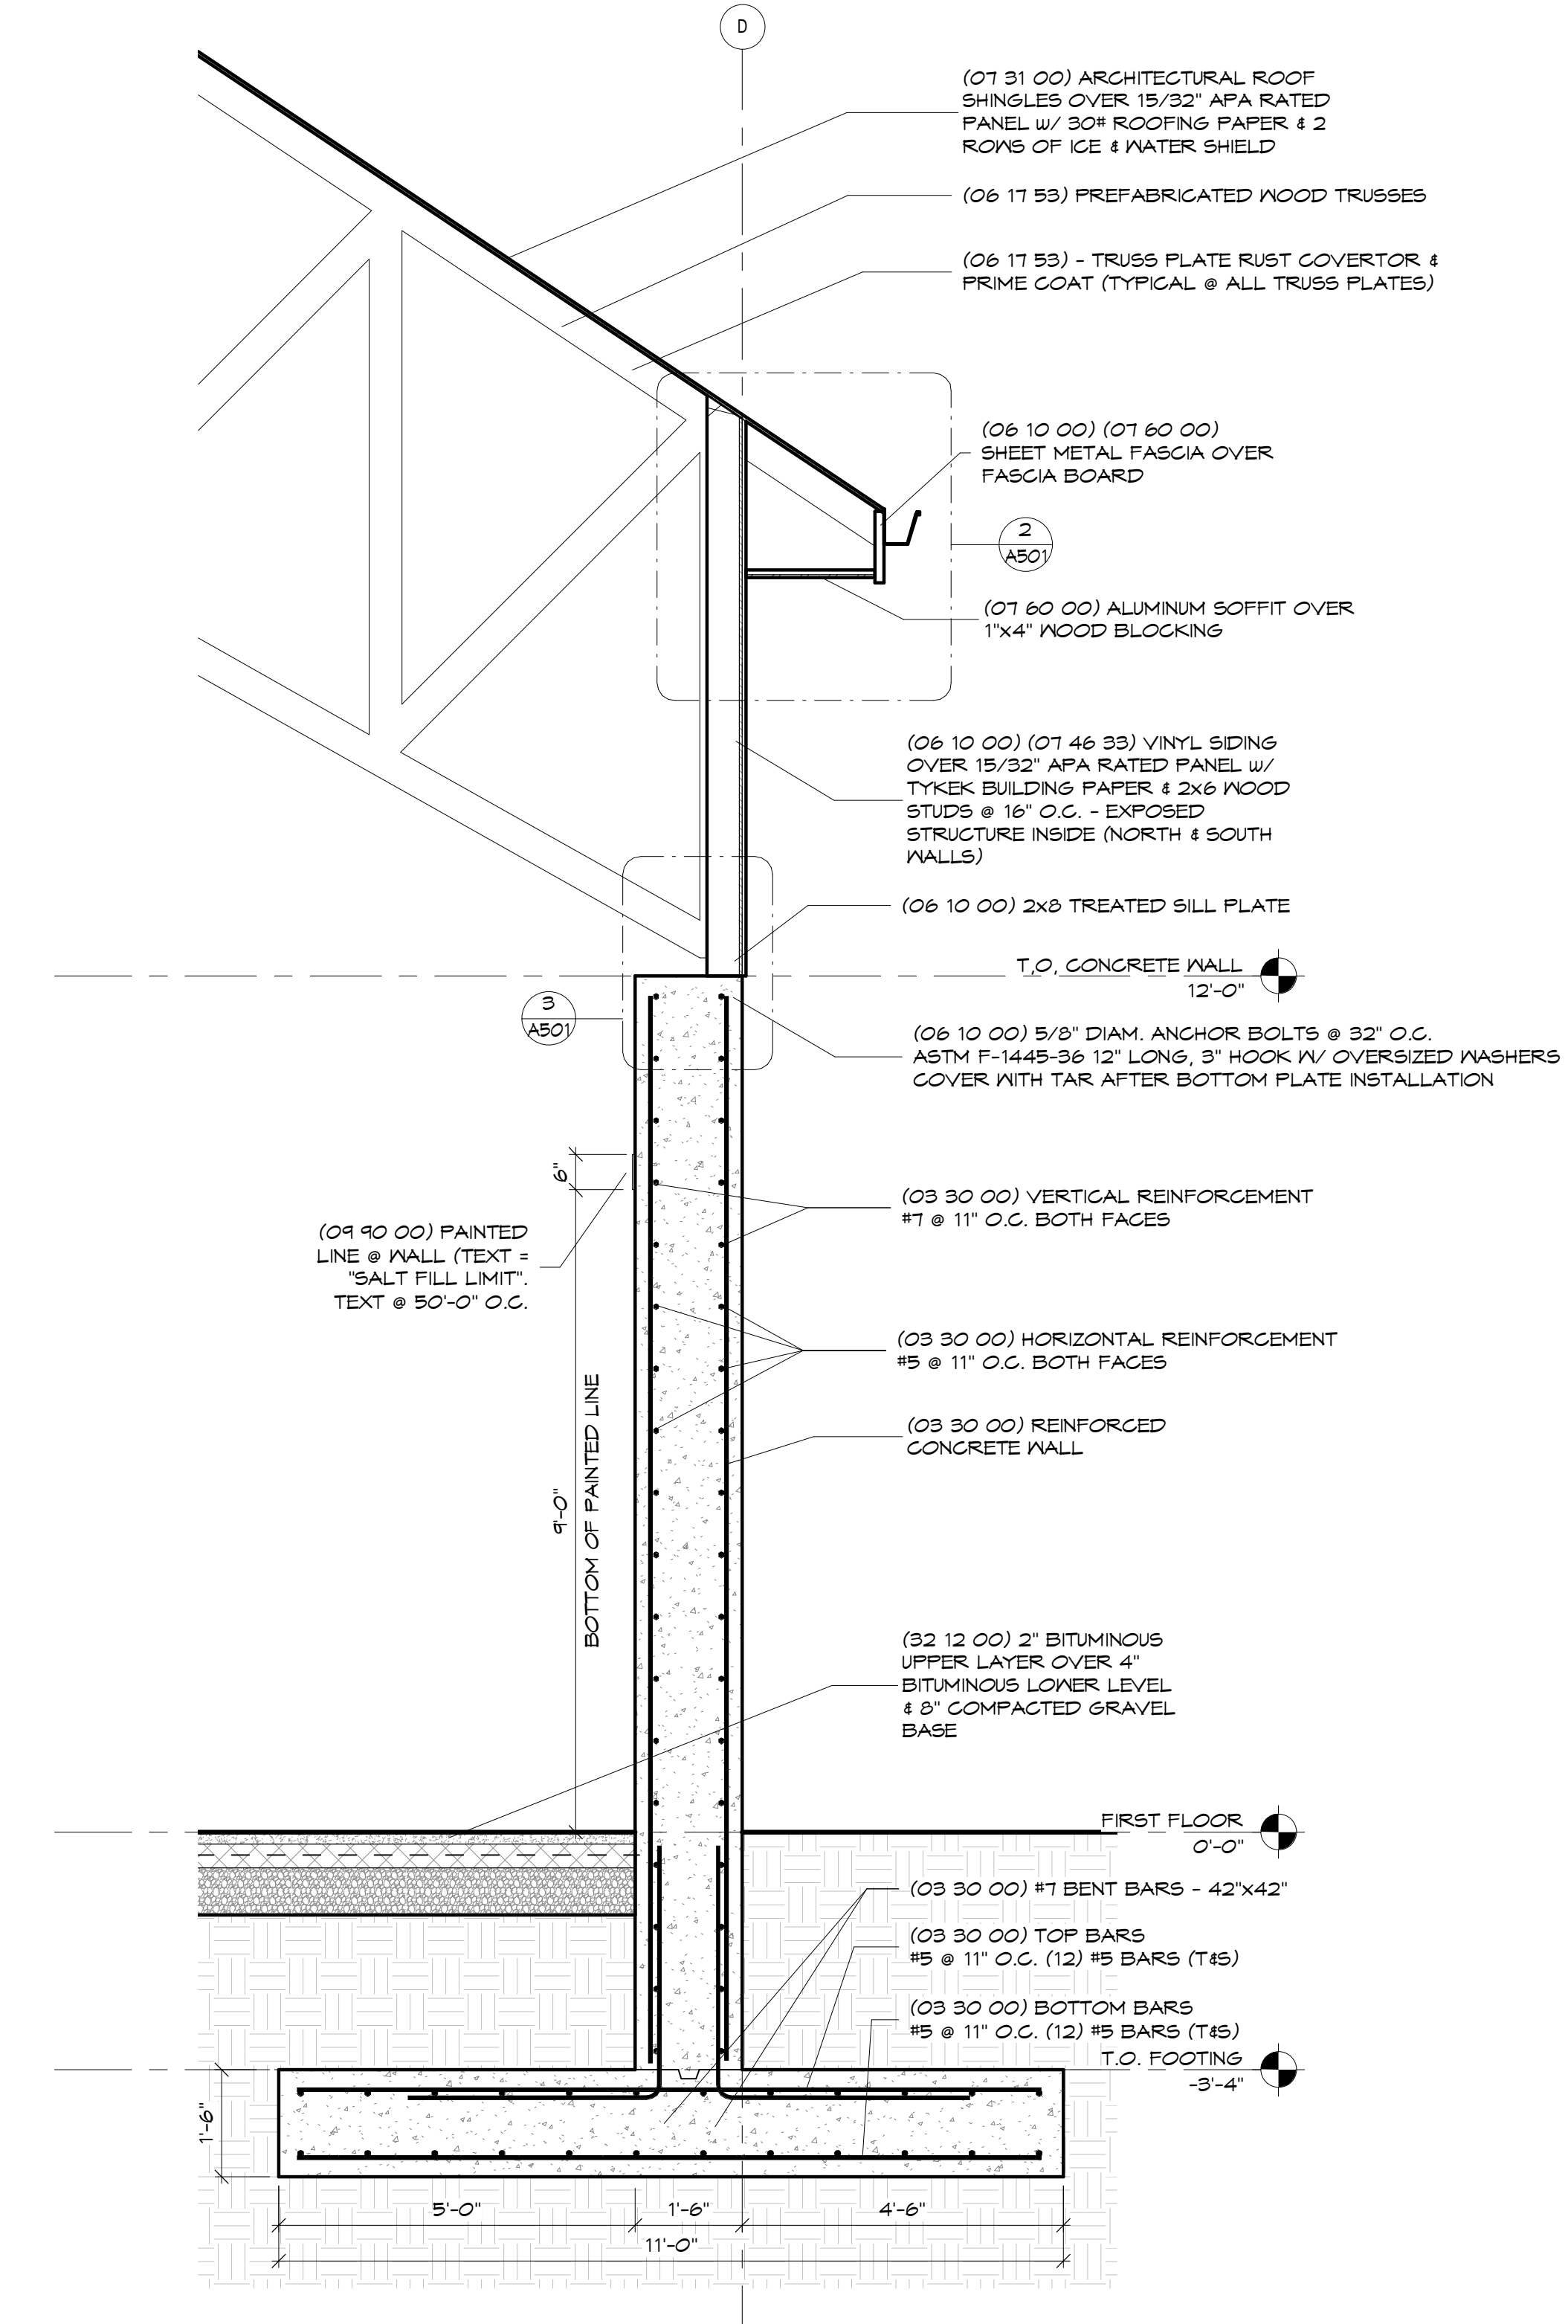 D
(07 31 00) ARCHITECTURAL ROOF
SHINGLES OVER 15/32" APA RATED
PANEL w/ 30# ROOFING PAPER & 2
ROWS OF ICE & WATER SHIELD
(06 17 53) PREFABRICATED WOOD TRUSSES
(06 17 53) - TRUSS PLATE RUST COVERTOR &
PRIME COAT (TYPICAL @ ALL TRUSS PLATES)
(06 10 00) (07 60 00)
SHEET METAL FASCIA OVER
FASCIA BOARD
2
A501
(07 60 00) ALUMINUM SOFFIT OVER
1"x4" WOOD BLOCKING
(06 10 00) (07 46 33) VINYL SIDING
OVER 15/32" APA RATED PANEL w/
TYKEK BUILDING PAPER & 2x6 WOOD
STUDS @ 16" O.C. - EXPOSED
STRUCTURE INSIDE (NORTH & SOUTH
WALLS)
(06 10 00) 2x8 TREATED SILL PLATE
T,O, CONCRETE WALL
12'-0"
3
A501
(06 10 00) 5/8" DIAM. ANCHOR BOLTS @ 32" O.C.
ASTM F-1445-36 12" LONG, 3" HOOK W/ OVERSIZED WASHERS
COVER WITH TAR AFTER BOTTOM PLATE INSTALLATION
6"
(03 30 00) VERTICAL REINFORCEMENT
#7 @ 11" O.C. BOTH FACES
(09 90 00) PAINTED
LINE @ WALL (TEXT =
"SALT FILL LIMIT".
TEXT @ 50'-0" O.C.
(03 30 00) HORIZONTAL REINFORCEMENT
#5 @ 11" O.C. BOTH FACES
(03 30 00) REINFORCED
CONCRETE WALL
9'-0"
BOTTOM OF PAINTED LINE
(32 12 00) 2" BITUMINOUS
UPPER LAYER OVER 4"
BITUMINOUS LOWER LEVEL
& 8" COMPACTED GRAVEL
BASE
FIRST FLOOR
0'-0"
(03 30 00) #7 BENT BARS - 42"x42"
(03 30 00) TOP BARS
#5 @ 11" O.C. (12) #5 BARS (T&S)
(03 30 00) BOTTOM BARS
#5 @ 11" O.C. (12) #5 BARS (T&S)
T.O. FOOTING
-3'-4"
1'-6"
5'-0"
1'-6"
4'-6"
11'-0"